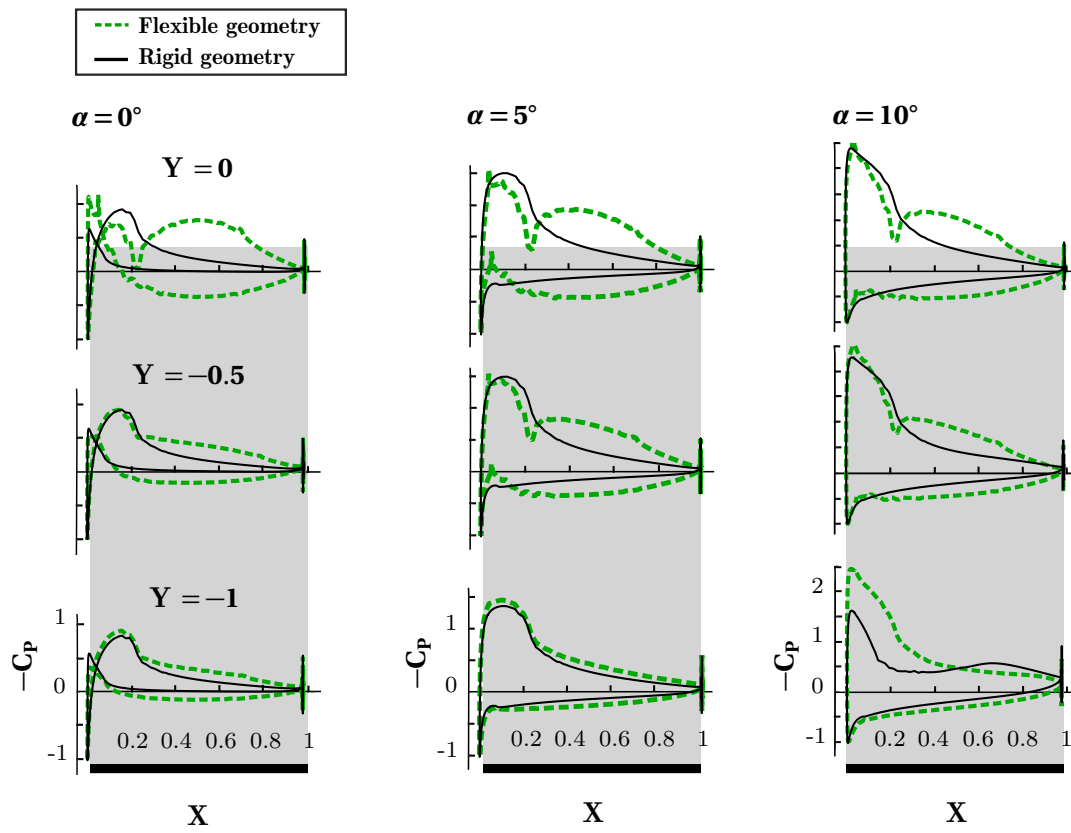 Flexible geometry
Rigid geometry
α = 0°
α = 5°
α = 10°
Y = 0
Y = −0.5
Y = −1
−C_P
1
0
-1
0.2 0.4 0.6 0.8 1
X
−C_P
1
0
-1
0.2 0.4 0.6 0.8 1
X
−C_P
2
1
0
-1
0.2 0.4 0.6 0.8 1
X